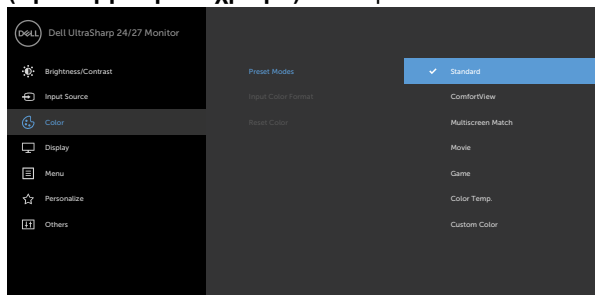 DELL
Dell UltraSharp 24/27 Monitor
Brightness/Contrast
Preset Modes
Standard
Input Source
Input Color Format
ComfortView
Color
Reset Color
Multiscreen Match
Display
Movie
Menu
Game
Personalize
Color Temp.
Others
Custom Color